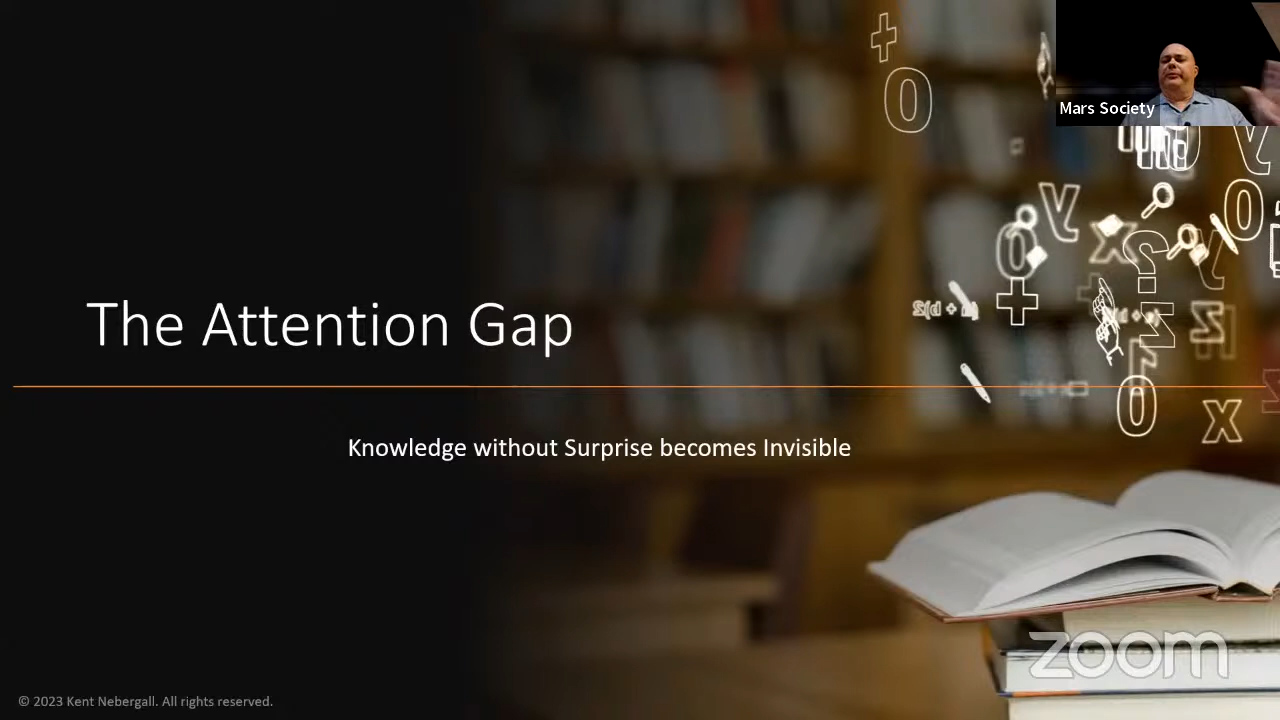 Mars Society
The Attention Gap
Knowledge without Surprise becomes Invisible
zoom
© 2023 Kent Nebergall. All rights reserved.